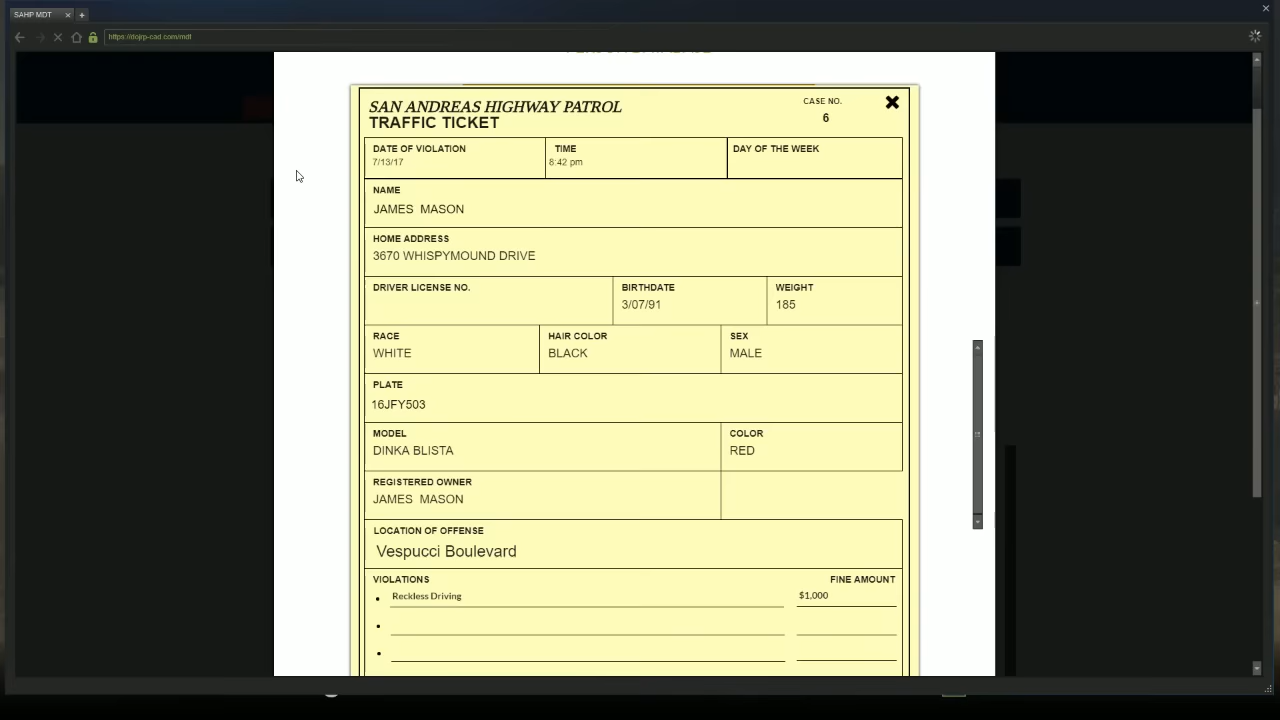 SAHP MDT
https://dojrp-cad.com/mdt
SAN ANDREAS HIGHWAY PATROL
TRAFFIC TICKET
CASE NO.
6
DATE OF VIOLATION
7/13/17
TIME
8:42 pm
DAY OF THE WEEK
NAME
JAMES MASON
HOME ADDRESS
3670 WHISPYMOUND DRIVE
DRIVER LICENSE NO.
BIRTHDATE
3/07/91
WEIGHT
185
RACE
WHITE
HAIR COLOR
BLACK
SEX
MALE
PLATE
16JFY503
MODEL
DINKA BLISTA
COLOR
RED
REGISTERED OWNER
JAMES MASON
LOCATION OF OFFENSE
Vespucci Boulevard
VIOLATIONS
FINE AMOUNT
Reckless Driving
$1,000